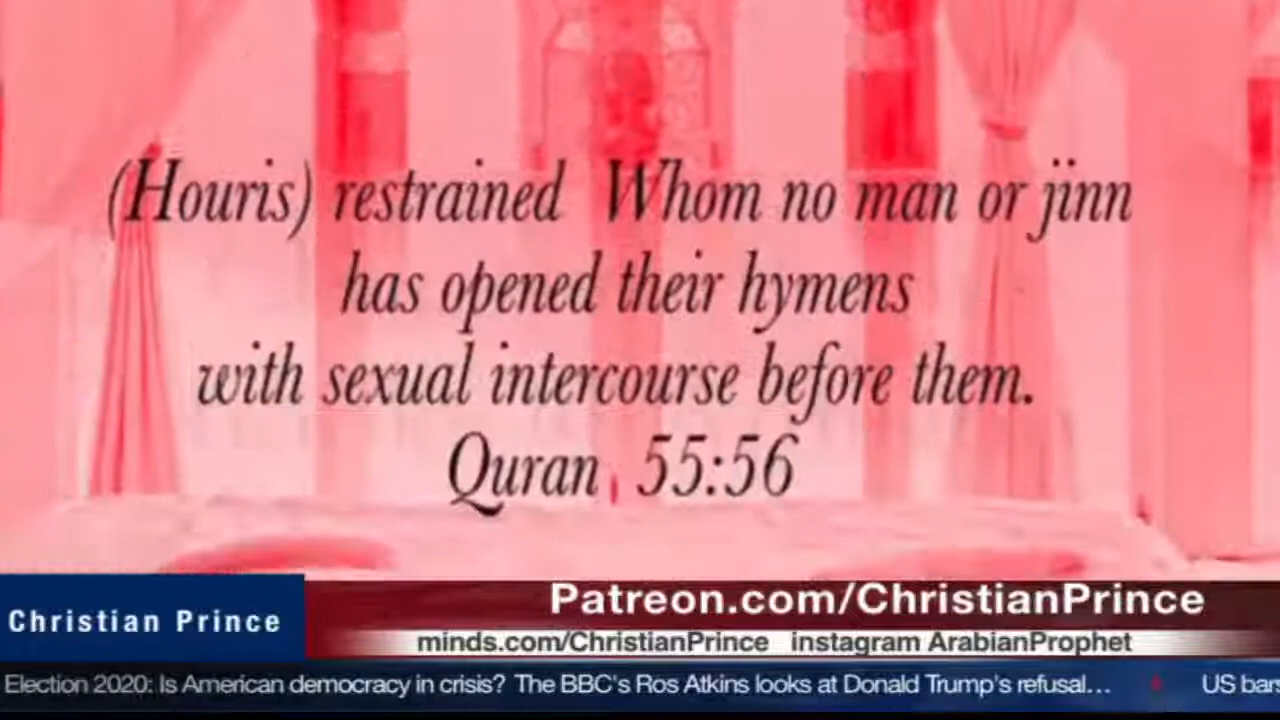 (Houris) restrained Whom no man or jinn
has opened their hymens
with sexual intercourse before them.
Quran 55:56
Patreon.com/ChristianPrince
Christian Prince
minds.com/ChristianPrince instagram ArabianProphet
Election 2020: Is American democracy in crisis? The BBC's Ros Atkins looks at Donald Trump's refusal... US bars